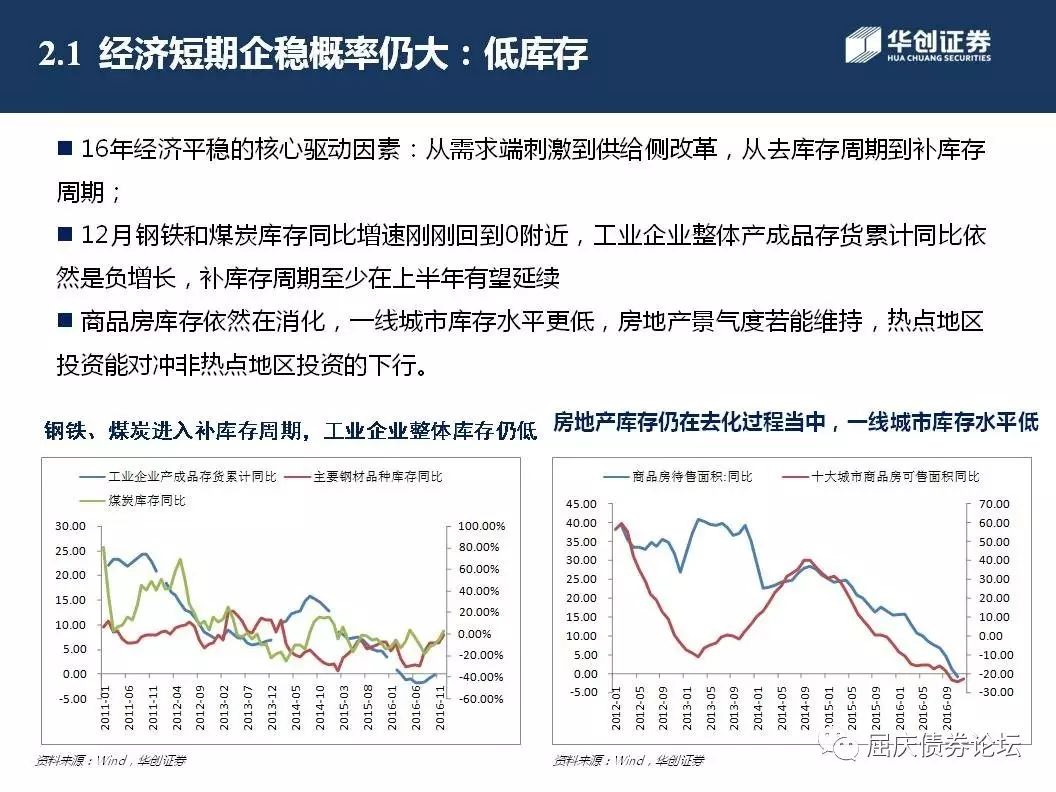 2.1 经济短期企稳概率仍大：低库存
华创证券
HUA CHUANG SECURITIES
■ 16年经济平稳的核心驱动因素：从需求端刺激到供给侧改革，从去库存周期到补库存
周期；
■ 12月钢铁和煤炭库存同比增速刚刚回到0附近，工业企业整体产成品存货累计同比依
然是负增长，补库存周期至少在上半年有望延续
■ 商品房库存依然在消化，一线城市库存水平更低，房地产景气度若能维持，热点地区
投资能对冲非热点地区投资的下行。
钢铁、煤炭进入补库存周期，工业企业整体库存仍低
工业企业产成品存货累计同比 主要钢材品种库存同比
煤炭库存同比
30.00 100.00%
25.00 80.00%
20.00 60.00%
15.00 40.00%
10.00 20.00%
5.00 0.00%
0.00 -20.00%
-5.00 -40.00%
-60.00%
2011-01 2011-06 2011-11 2012-04 2012-09 2013-02 2013-07 2013-12 2014-05 2014-10 2015-03 2015-08 2016-01 2016-06 2016-11
资料来源：Wind，华创证券
房地产库存仍在去化过程当中，一线城市库存水平低
商品房待售面积:同比 十大城市商品房可售面积同比
45.00 70.00
40.00 60.00
35.00 50.00
30.00 40.00
25.00 30.00
20.00 20.00
15.00 10.00
10.00 0.00
5.00 -10.00
0.00 -20.00
-5.00 -30.00
2012-01 2012-05 2012-09 2013-01 2013-05 2013-09 2014-01 2014-05 2014-09 2015-01 2015-05 2015-09 2016-01 2016-05 2016-09
资料来源：Wind，华创证券
屈庆债券论坛